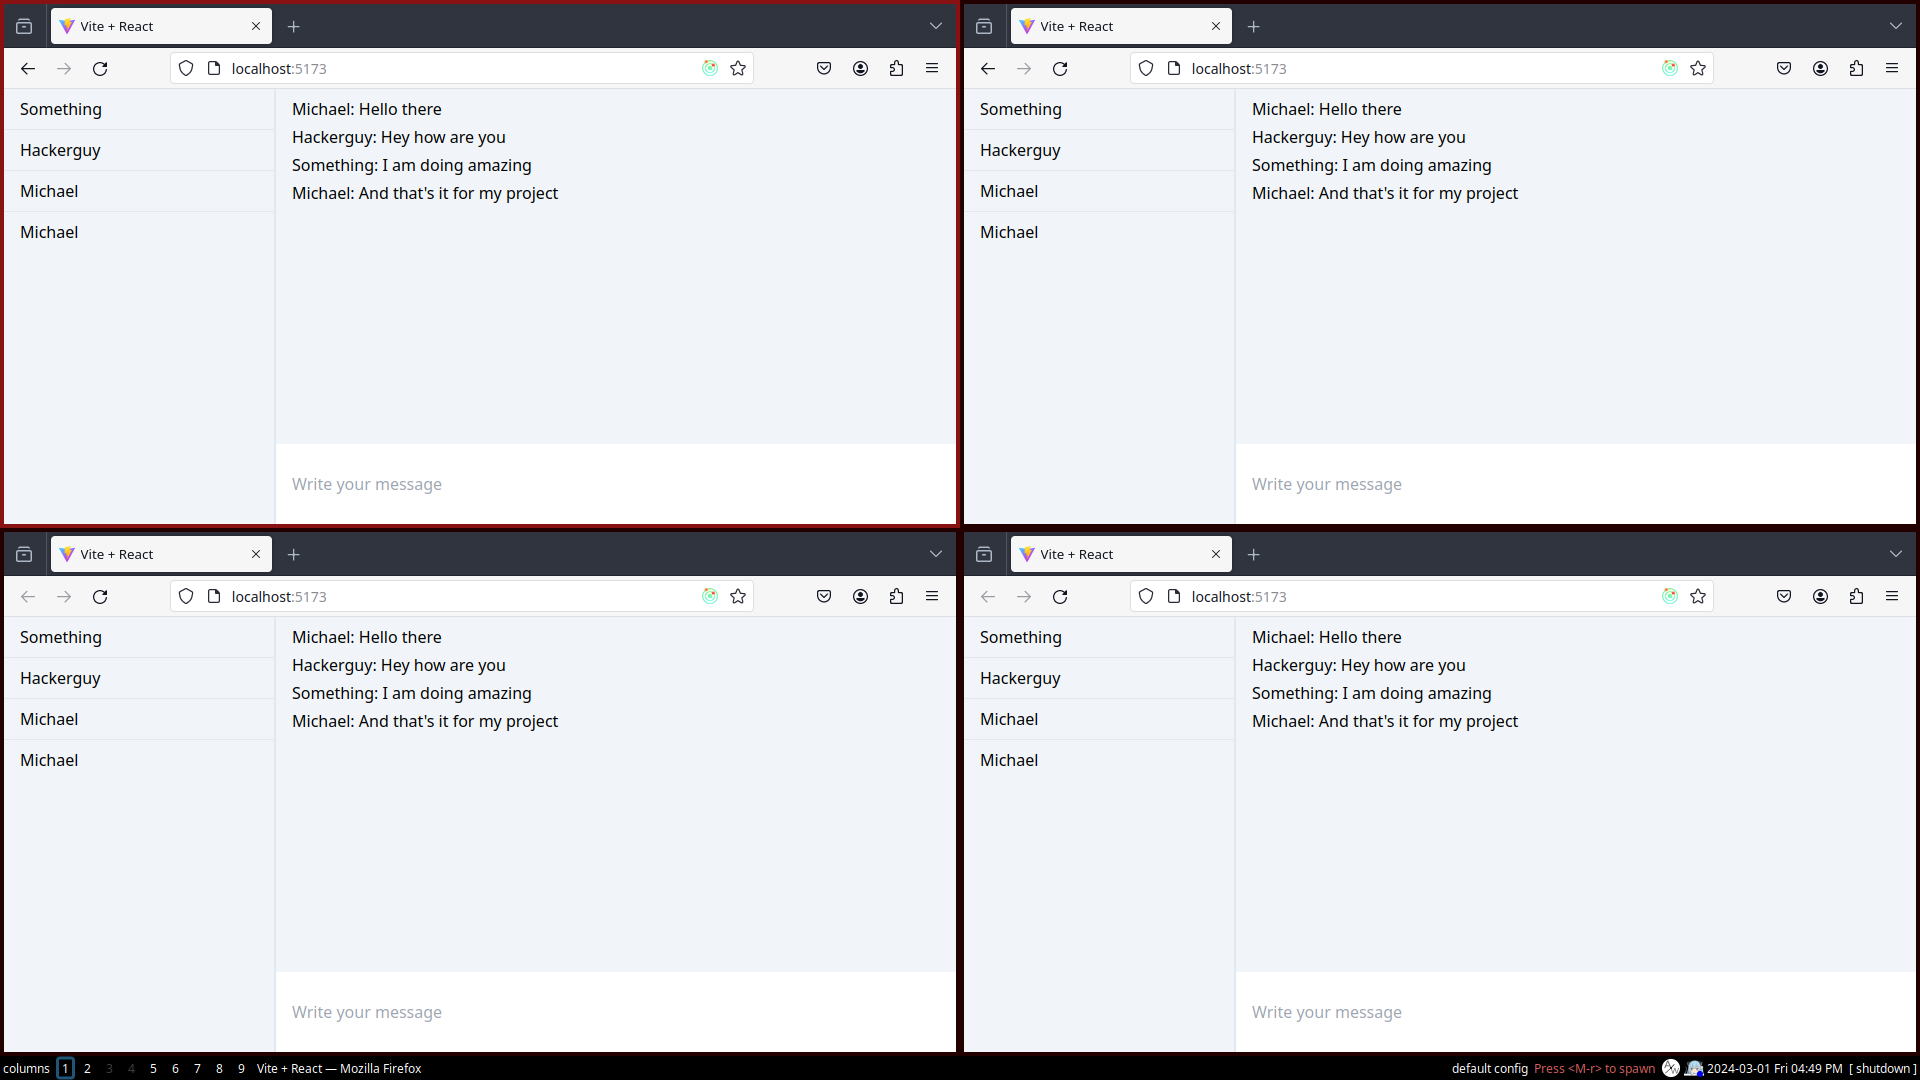 Vite + React
localhost:5173
Something
Hackerguy
Michael
Michael
Michael: Hello there
Hackerguy: Hey how are you
Something: I am doing amazing
Michael: And that's it for my project
Write your message
Vite + React
localhost:5173
Something
Hackerguy
Michael
Michael
Michael: Hello there
Hackerguy: Hey how are you
Something: I am doing amazing
Michael: And that's it for my project
Write your message
Vite + React
localhost:5173
Something
Hackerguy
Michael
Michael
Michael: Hello there
Hackerguy: Hey how are you
Something: I am doing amazing
Michael: And that's it for my project
Write your message
Vite + React
localhost:5173
Something
Hackerguy
Michael
Michael
Michael: Hello there
Hackerguy: Hey how are you
Something: I am doing amazing
Michael: And that's it for my project
Write your message
columns 1 2 3 4 5 6 7 8 9 Vite + React — Mozilla Firefox default config Press <M-r> to spawn 2024-03-01 Fri 04:49 PM [ shutdown ]